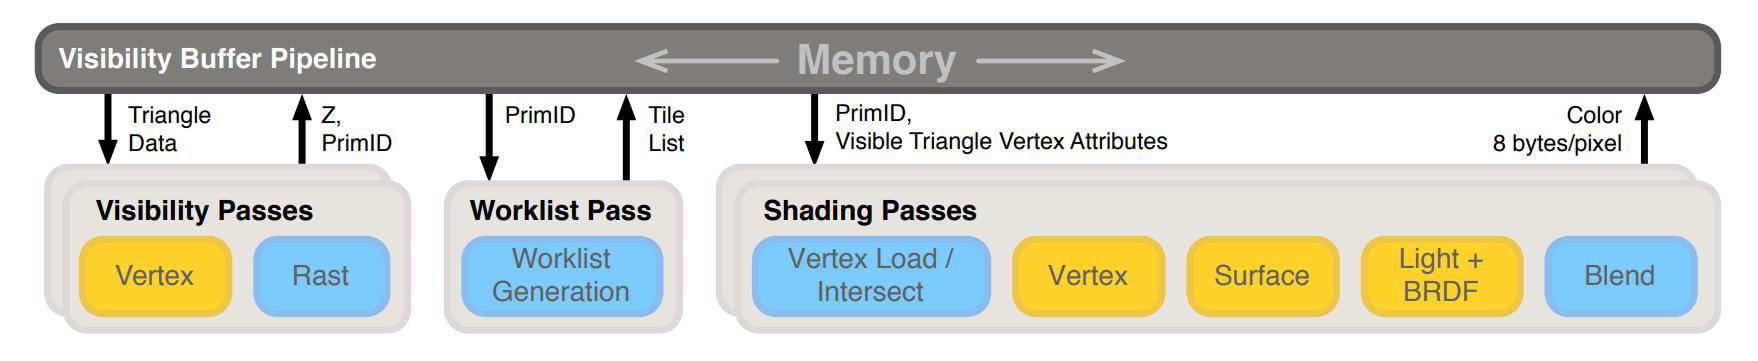 Visibility Buffer Pipeline
Memory
Triangle
Data
Z,
PrimID
PrimID
Tile
List
PrimID,
Visible Triangle Vertex Attributes
Color
8 bytes/pixel
Visibility Passes
Vertex
Rast
Worklist Pass
Worklist
Generation
Shading Passes
Vertex Load /
Intersect
Vertex
Surface
Light +
BRDF
Blend